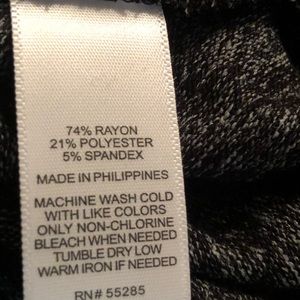 74% RAYON
21% POLYESTER
5% SPANDEX
MADE IN PHILIPPINES
MACHINE WASH COLD
WITH LIKE COLORS
ONLY NON-CHLORINE
BLEACH WHEN NEEDED
TUMBLE DRY LOW
WARM IRON IF NEEDED
RN# 55285